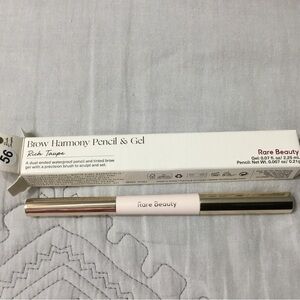 Brow Harmony Pencil & Gel
Rich Taupe
A dual ended waterproof pencil and tinted brow
gel with a precision brush to sculpt and set.
Rare Beauty
Gel: 0.07 fl. oz/ 2.25 mL
Pencil: Net Wt. 0.007 oz/ 0.21g
56
Rare Beauty